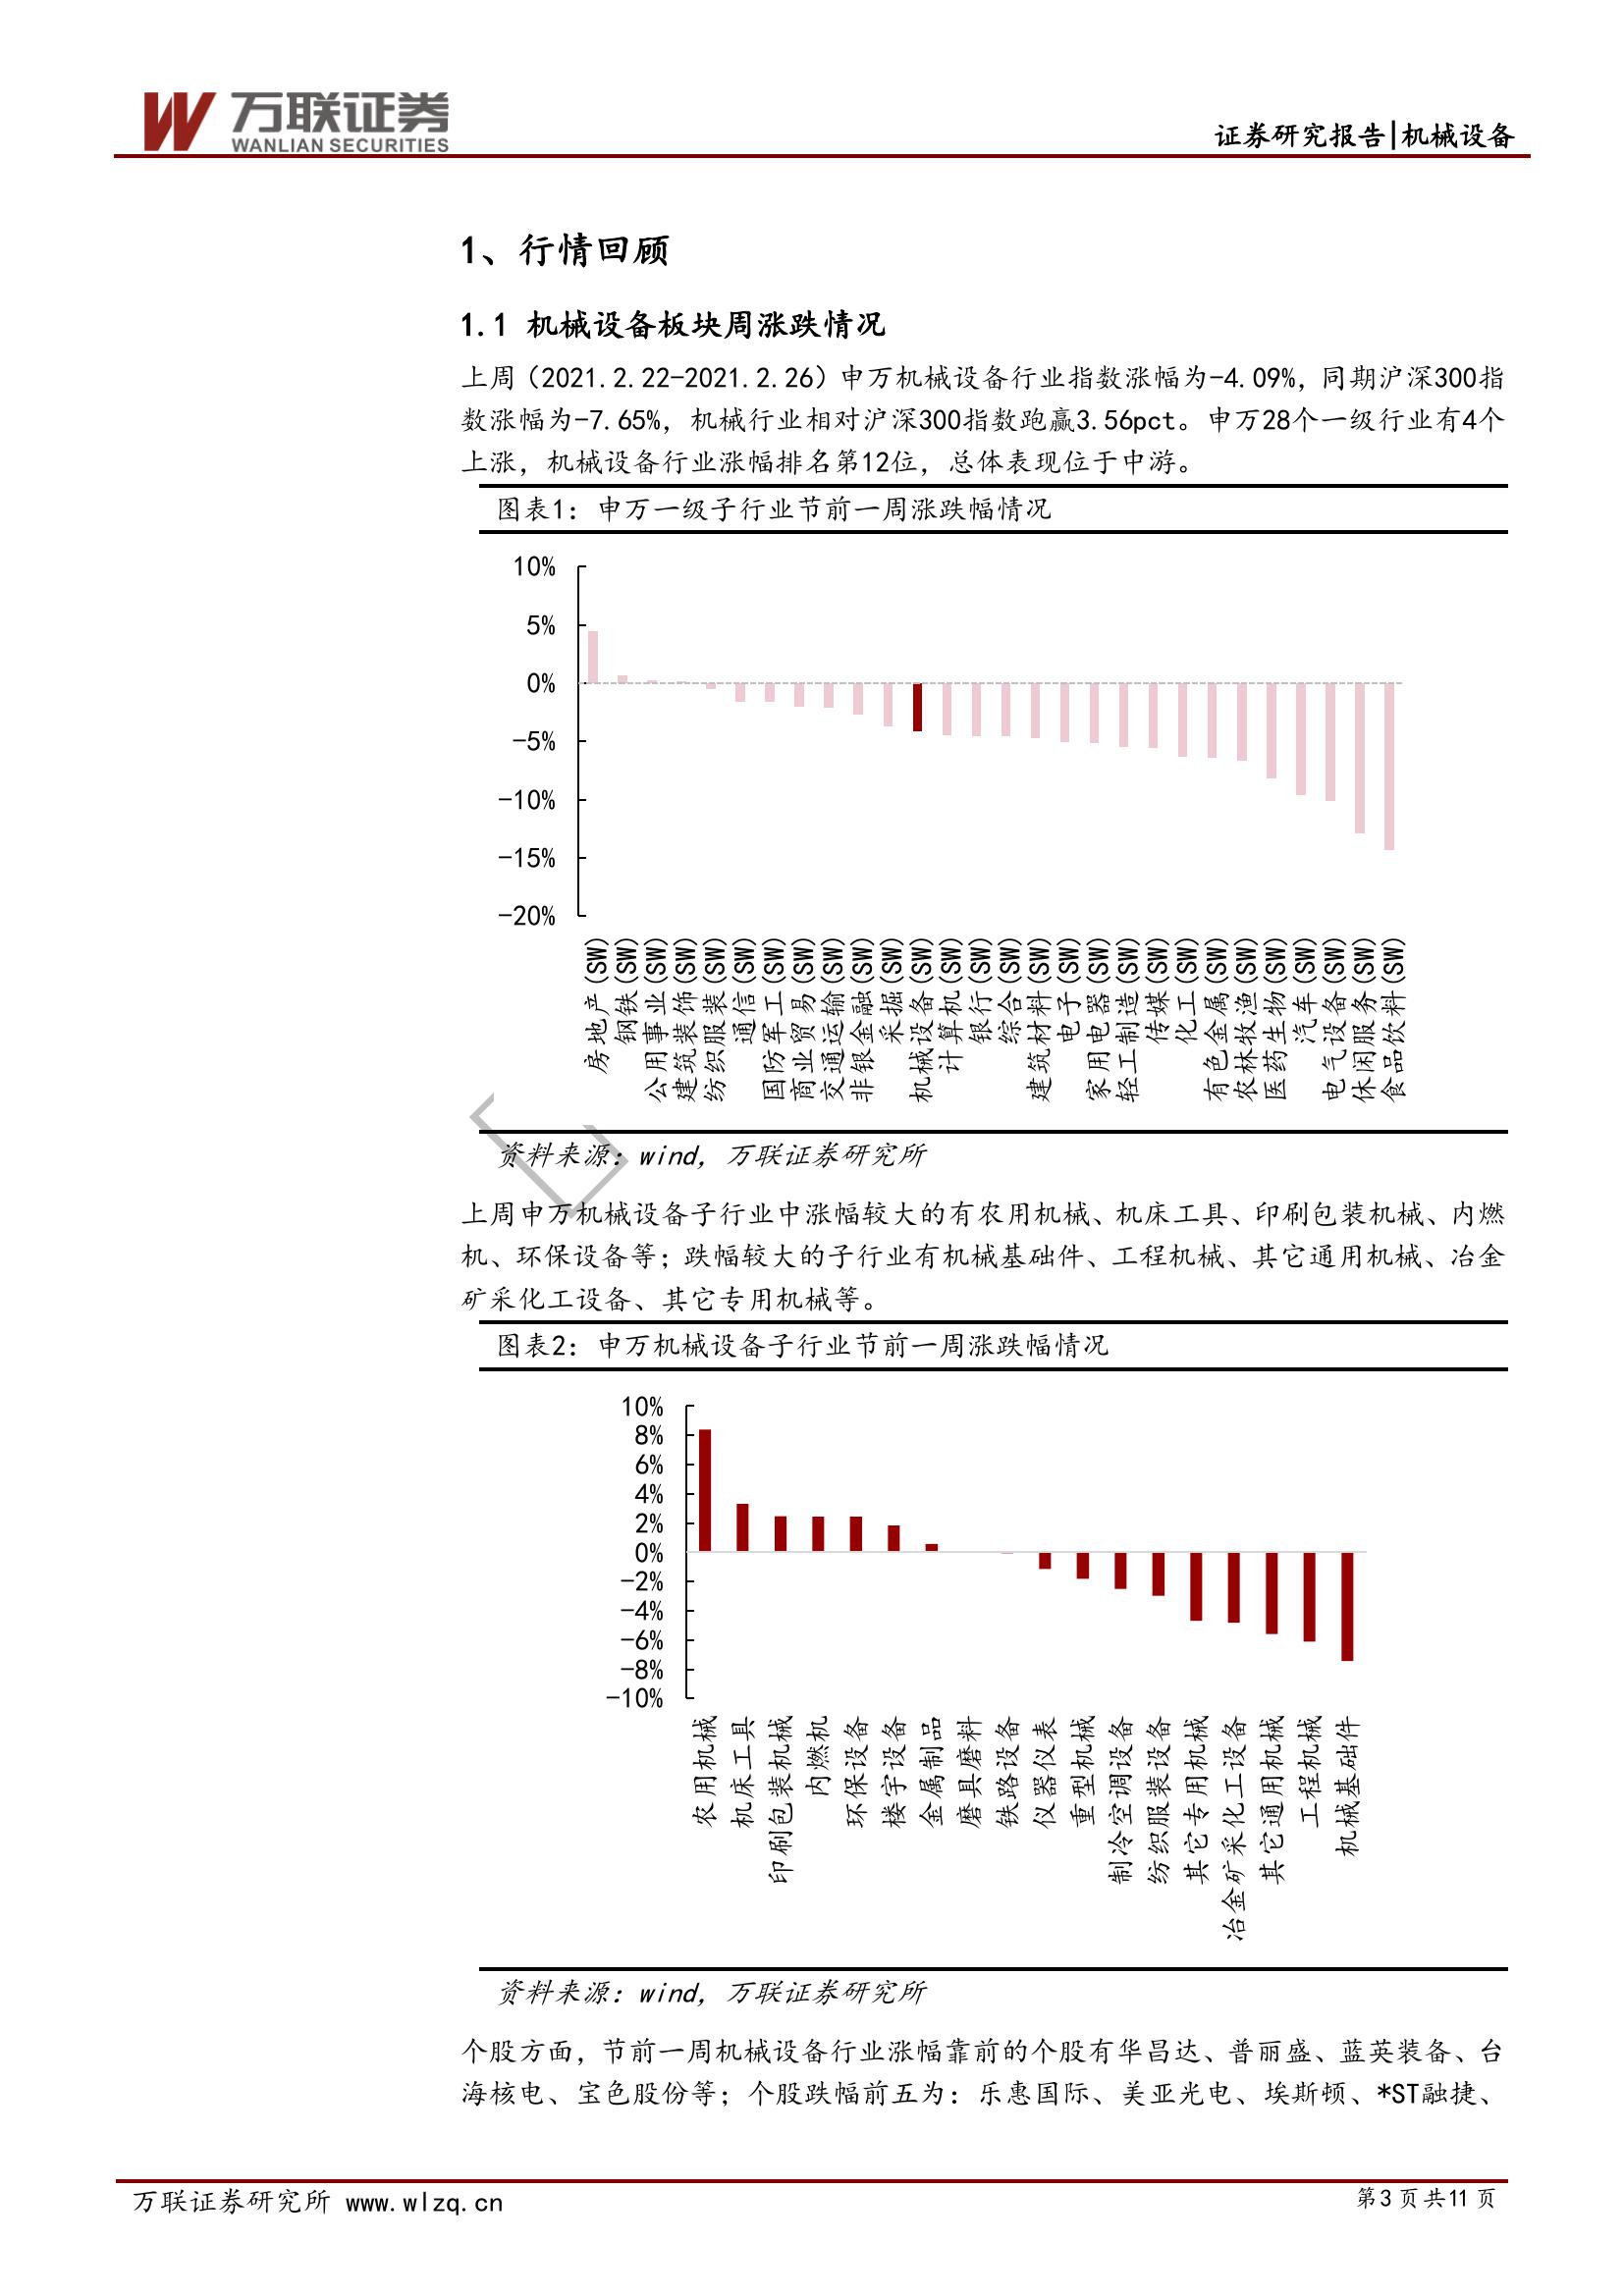 万联证券
WANLIAN SECURITIES
证券研究报告|机械设备
1、行情回顾
1.1 机械设备板块周涨跌情况
上周（2021.2.22-2021.2.26）申万机械设备行业指数涨幅为-4.09%，同期沪深300指
数涨幅为-7.65%，机械行业相对沪深300指数跑赢3.56pct。申万28个一级行业有4个
上涨，机械设备行业涨幅排名第12位，总体表现位于中游。
图表1：申万一级子行业节前一周涨跌幅情况
10%
5%
0%
-5%
-10%
-15%
-20%
房地产(SW)
钢铁(SW)
公用事业(SW)
建筑装饰(SW)
纺织服装(SW)
通信(SW)
国防军工(SW)
商业贸易(SW)
交通运输(SW)
非银金融(SW)
采掘(SW)
机械设备(SW)
计算机(SW)
银行(SW)
综合(SW)
建筑材料(SW)
电子(SW)
家用电器(SW)
轻工制造(SW)
传媒(SW)
化工(SW)
有色金属(SW)
农林牧渔(SW)
医药生物(SW)
汽车(SW)
电气设备(SW)
休闲服务(SW)
食品饮料(SW)
资料来源：wind，万联证券研究所
上周申万机械设备子行业中涨幅较大的有农用机械、机床工具、印刷包装机械、内燃
机、环保设备等；跌幅较大的子行业有机械基础件、工程机械、其它通用机械、冶金
矿采化工设备、其它专用机械等。
图表2：申万机械设备子行业节前一周涨跌幅情况
10%
8%
6%
4%
2%
0%
-2%
-4%
-6%
-8%
-10%
农用机械
机床工具
印刷包装机械
内燃机
环保设备
楼宇设备
金属制品
磨具磨料
铁路设备
仪器仪表
重型机械
制冷空调设备
纺织服装设备
其它专用机械
冶金矿采化工设备
其它通用机械
工程机械
机械基础件
资料来源：wind，万联证券研究所
个股方面，节前一周机械设备行业涨幅靠前的个股有华昌达、普丽盛、蓝英装备、台
海核电、宝色股份等；个股跌幅前五为：乐惠国际、美亚光电、埃斯顿、*ST融捷、
万联证券研究所 www.wlzq.cn
第3页共11页